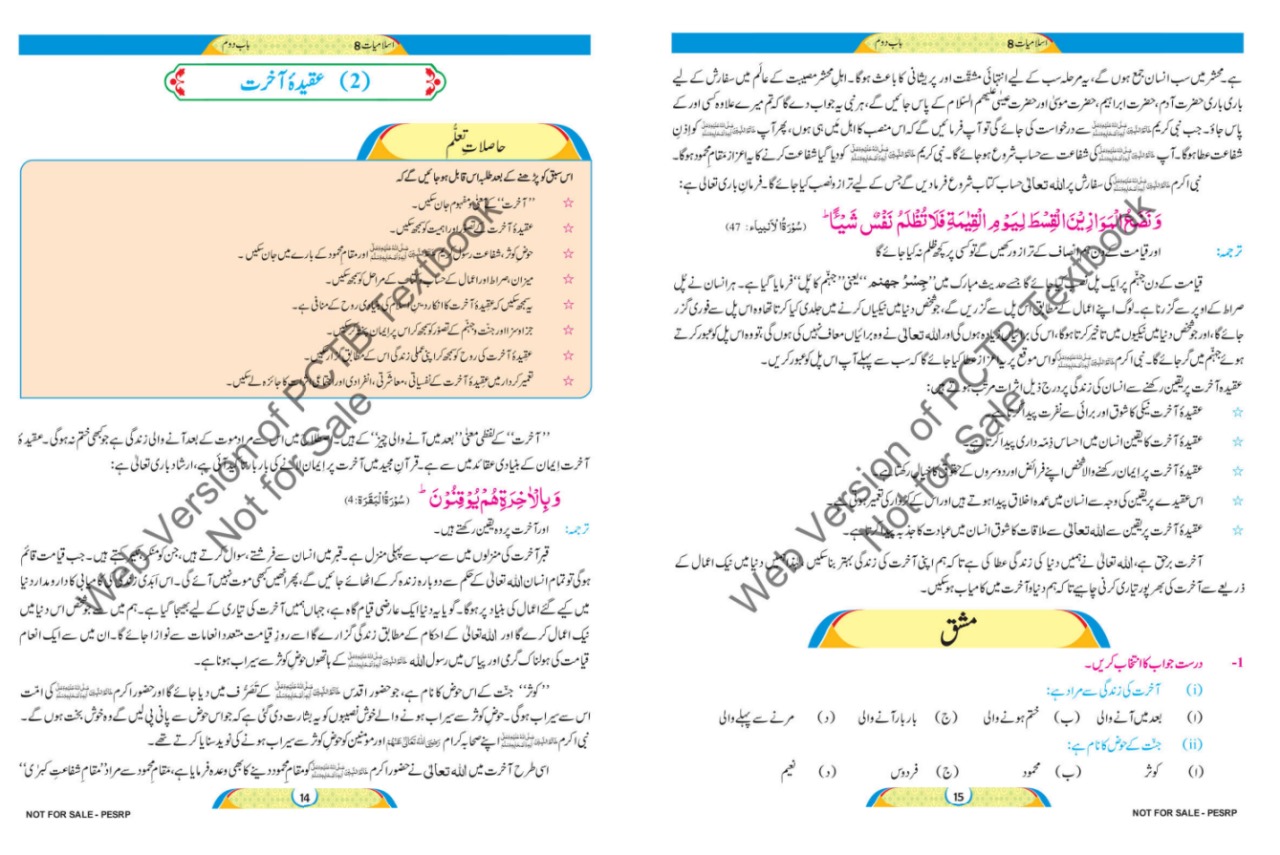 اسلامیات 8
باب دوم
(2) عقیدۂ آخرت
حاصلاتِ تعلّم
اس سبق کو پڑھنے کے بعد طلبہ اس قابل ہو جائیں گے کہ
☆ ’’آخرت‘‘ کے معنیٰ و مفہوم جان سکیں۔
☆ عقیدۂ آخرت کے تصور اور اہمیت کو سمجھ سکیں۔
☆ حوض کوثر، شفاعت رسول کریم ﷺ اور مقامِ محمود کے بارے میں جان سکیں۔
☆ میزان، صراط اور اعمال کے حساب کتاب کے مراحل کو سمجھ سکیں۔
☆ یہ سمجھ سکیں کہ عقیدۂ آخرت کا انکار دینِ اسلام کی بنیادی روح کے منافی ہے۔
☆ جزا و سزا اور جنّت و جہنّم کے تصوّر کو سمجھ کر اس پر ایمان پختہ کر سکیں۔
☆ عقیدۂ آخرت کی روح کو سمجھ کر اپنی عملی زندگی اس کے مطابق گزار سکیں۔
☆ تعمیرِ کردار میں عقیدۂ آخرت کے نفسیاتی، معاشرتی، انفرادی اور اجتماعی اثرات کا جائزہ لے سکیں۔
’’آخرت‘‘ کے لفظی معنیٰ ’’بعد میں آنے والی چیز‘‘ کے ہیں۔ اصطلاح میں اس سے مراد موت کے بعد آنے والی زندگی ہے جو کبھی ختم نہ ہو گی۔ عقیدۂ
آخرت ایمان کے بنیادی عقائد میں سے ہے۔ قرآنِ مجید میں آخرت پر ایمان لانے کی بار بار تاکید آئی ہے، ارشادِ باری تعالیٰ ہے:
وَ بِالْاٰخِرَةِ هُمْ يُوْقِنُوْنَ ؕ (سُوْرَةُ الْبَقَرَة: 4)
ترجمہ: اور آخرت پر وہ یقین رکھتے ہیں۔
قبر آخرت کی منزلوں میں سے سب سے پہلی منزل ہے۔ قبر میں انسان سے فرشتے، سوال کرتے ہیں، جن کو منکر نکیر کہتے ہیں۔ جب قیامت قائم
ہو گی تو تمام انسان اللہ تعالیٰ کے حکم سے دوبارہ زندہ کر کے اٹھائے جائیں گے، پھر انھیں کبھی موت نہیں آئے گی۔ اس ابدی زندگی کی کامیابی کا دار و مدار دنیا
میں کیے گئے اعمال کی بنیاد پر ہو گا۔ گویا یہ دنیا ایک عارضی قیام گاہ ہے، جہاں ہمیں آخرت کی تیاری کے لیے بھیجا گیا ہے۔ ہم میں سے جو شخص اس دنیا میں
نیک اعمال کرے گا اور اللہ تعالیٰ کے احکام کے مطابق زندگی گزارے گا اسے روزِ قیامت متعدد انعامات سے نوازا جائے گا۔ ان میں سے ایک انعام
قیامت کی ہولناک گرمی اور پیاس میں رسول اللہ ﷺ کے ہاتھوں حوضِ کوثر سے سیراب ہونا ہے۔
’’کوثر‘‘ جنّت کے اس حوض کا نام ہے، جو حضورِ اقدس ﷺ کے تَصَرُّف میں دیا جائے گا اور حضورِ اکرم ﷺ کی امّت
اس سے سیراب ہو گی۔ حوضِ کوثر سے سیراب ہونے والے خوش نصیبوں کو یہ بشارت دی گئی ہے کہ جو اس حوض سے پانی پی لیں گے وہ خوش بخت ہوں گے۔
نبی اکرم ﷺ اپنے صحابہ کرام رَضِیَ اللہُ تَعَالٰی عَنْهُمْ اور مؤمنین کو حوضِ کوثر سے سیراب ہونے کی نوید سنایا کرتے تھے۔
اسی طرح آخرت میں اللہ تعالیٰ نے حضورِ اکرم ﷺ کو مقامِ محمود دینے کا بھی وعدہ فرمایا ہے، مقامِ محمود سے مراد ’’مقامِ شفاعتِ کبریٰ‘‘
14
NOT FOR SALE - PESRP
Web Version of PCTB Textbook
Not for Sale
اسلامیات 8
باب دوم
ہے۔ محشر میں سب انسان جمع ہوں گے، یہ مرحلہ سب کے لیے انتہائی مشقّت اور پریشانی کا باعث ہو گا۔ اہلِ محشر مصیبت کے عالَم میں سفارش کے لیے
باری باری حضرت آدم، حضرت ابراہیم، حضرت موسیٰ اور حضرت عیسیٰ علیھم السلام کے پاس جائیں گے، ہر نبی یہ جواب دے گا کہ تم میرے علاوہ کسی اور کے
پاس جاؤ۔ جب نبی کریم ﷺ سے درخواست کی جائے گی تو آپ فرمائیں گے کہ اس منصب کا اہل مَیں ہی ہوں، پھر آپ ﷺ کو اذنِ
شفاعت عطا ہو گا۔ آپ ﷺ کی شفاعت سے حساب شروع ہو جائے گا۔ نبی کریم ﷺ کو دیا گیا شفاعت کرنے کا یہ اعزاز مقامِ محمود ہو گا۔
نبی اکرم ﷺ کی سفارش پر اللہ تعالیٰ حساب کتاب شروع فرما دیں گے جس کے لیے ترازو نصب کیا جائے گا۔ فرمانِ باری تعالیٰ ہے:
وَ نَضَعُ الْمَوَازِيْنَ الْقِسْطَ لِيَوْمِ الْقِيٰمَةِ فَلَا تُظْلَمُ نَفْسٌ شَيْـًٔا ؕ (سُوْرَةُ الْاَنْبِيَاء: 47)
ترجمہ: اور قیامت کے دن ہم انصاف کے ترازو رکھیں گے تو کسی پر کچھ ظلم نہ کیا جائے گا
قیامت کے دن جہنّم پر ایک پل نصب کیا جائے گا جسے حدیث مبارک میں ’’جِسْرُ جهنم‘‘ یعنی ’’جہنّم کا پُل‘‘ فرمایا گیا ہے۔ ہر انسان نے پل
صراط کے اوپر سے گزرنا ہے۔ لوگ اپنے اعمال کے مطابق اس پل سے گزریں گے، جو شخص دنیا میں نیکیاں کرنے میں جلدی کیا کرتا تھا وہ اس پل سے فوری گزر
جائے گا، اور جو شخص دنیا میں نیکیوں میں تاخیر کرتا ہو گا، اس کی برائیاں زیادہ ہوں گی اور اللہ تعالیٰ نے وہ برائیاں معاف نہیں کی ہوں گی، تو وہ اس پل کو عبور کرتے
ہوئے جہنّم میں گر جائے گا۔ نبی اکرم ﷺ کو اس موقع پر یہ اعزاز عطا کیا جائے گا کہ سب سے پہلے آپ اس پل کو عبور کریں۔
عقیدہ آخرت پر یقین رکھنے سے انسان کی زندگی پر درج ذیل اثرات مرتب ہوتے ہیں:
☆ عقیدۂ آخرت نیکی کا شوق اور برائی سے نفرت پیدا کرتا ہے۔
☆ عقیدۂ آخرت کا یقین انسان میں احساسِ ذمّہ داری پیدا کرتا ہے۔
☆ عقیدۂ آخرت پر ایمان رکھنے والا شخص اپنے فرائض اور دوسروں کے حقوق کا خیال رکھتا ہے۔
☆ اس عقیدے پر یقین کی وجہ سے انسان میں عمدہ اخلاق پیدا ہوتے ہیں اور اس کے کردار کی تعمیر ہوتی ہے۔
☆ عقیدۂ آخرت پر یقین سے اللہ تعالیٰ سے ملاقات کا شوق انسان میں عبادت کا جذبہ پیدا کرتا ہے۔
آخرت برحق ہے، اللہ تعالیٰ نے ہمیں دنیا کی زندگی عطا کی ہے تاکہ ہم اپنی آخرت کی زندگی بہتر بنا سکیں، لہٰذا ہمیں دنیا میں نیک اعمال کے
ذریعے سے آخرت کی بھرپور تیاری کرنی چاہیے تاکہ ہم دنیا و آخرت میں کامیاب ہو سکیں۔
مشق
1- درست جواب کا انتخاب کریں۔
(i) آخرت کی زندگی سے مراد ہے:
(ا) بعد میں آنے والی (ب) ختم ہونے والی (ج) بار بار آنے والی (د) مرنے سے پہلے والی
(ii) جنّت کے حوض کا نام ہے:
(ا) کوثر (ب) محمود (ج) فردوس (د) نعیم
15
NOT FOR SALE - PESRP
Web Version of PCTB Textbook
Not for Sale